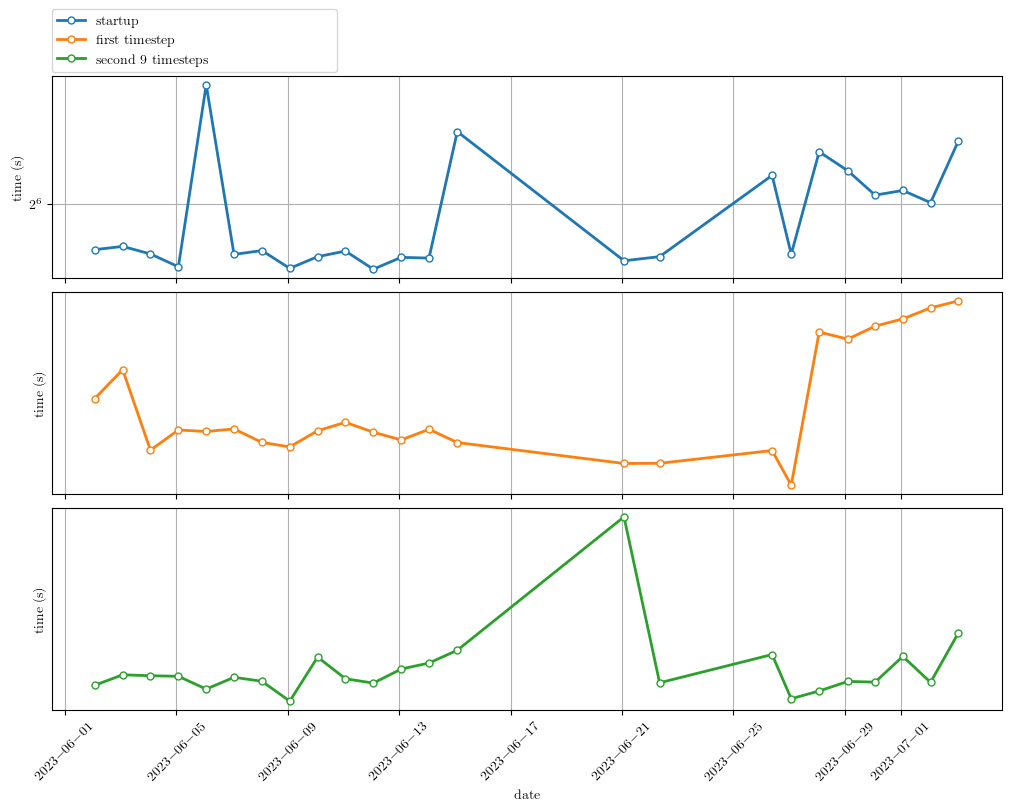 startup
first timestep
second 9 timesteps
time (s)
2⁶
time (s)
time (s)
2023−06−01
2023−06−05
2023−06−09
2023−06−13
2023−06−17
2023−06−21
2023−06−25
2023−06−29
2023−07−01
date